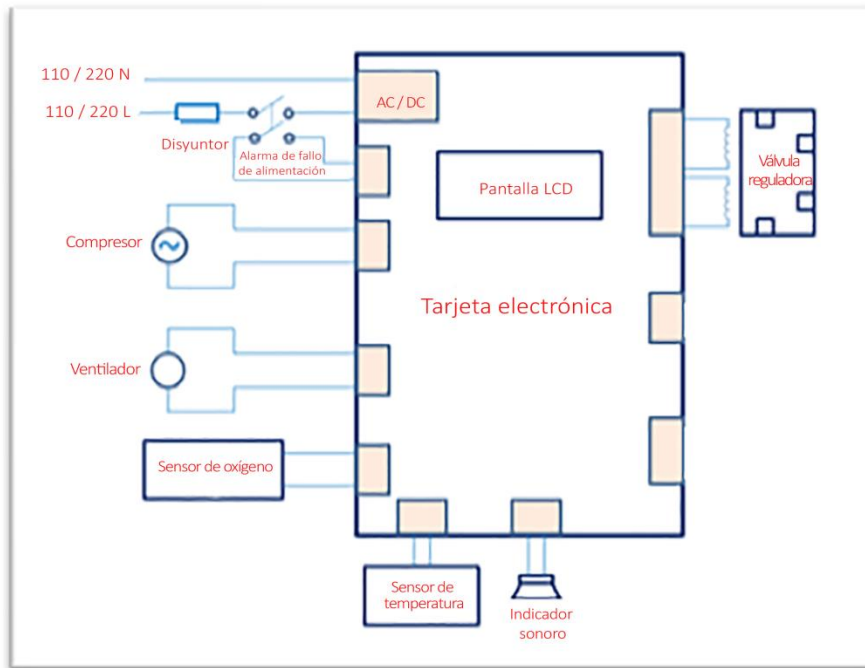 110 / 220 N
110 / 220 L
AC / DC
Disyuntor
Alarma de fallo
de alimentación
Pantalla LCD
Válvula
reguladora
Compresor
Tarjeta electrónica
Ventilador
Sensor de oxígeno
Sensor de
temperatura
Indicador
sonoro